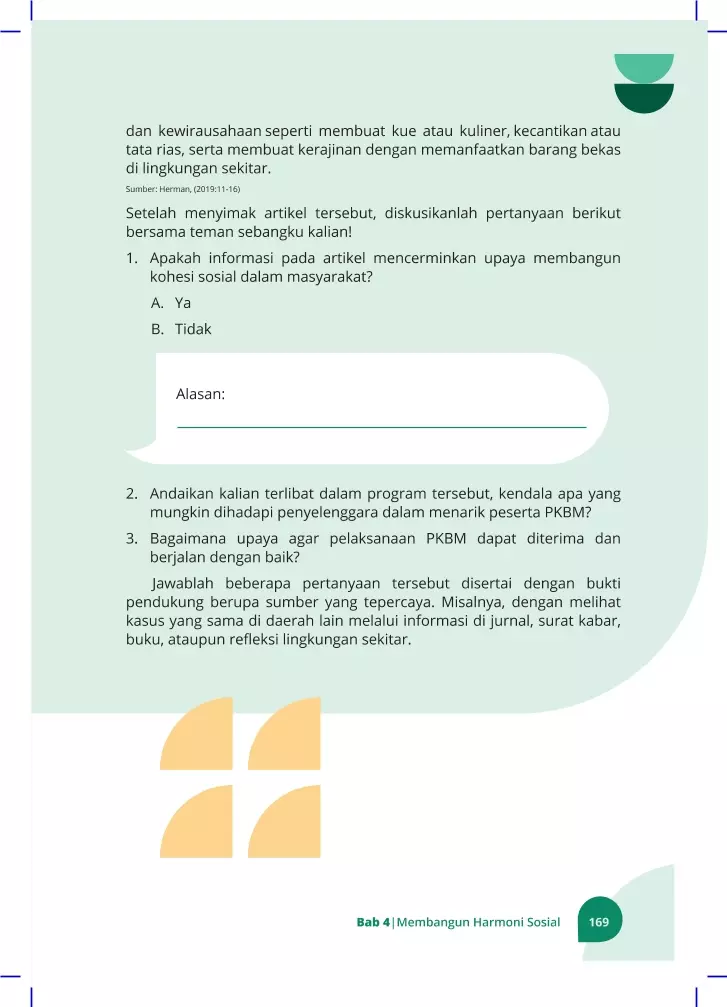 dan kewirausahaan seperti membuat kue atau kuliner, kecantikan atau
tata rias, serta membuat kerajinan dengan memanfaatkan barang bekas
di lingkungan sekitar.
Sumber: Herman, (2019:11-16)
Setelah menyimak artikel tersebut, diskusikanlah pertanyaan berikut
bersama teman sebangku kalian!
1. Apakah informasi pada artikel mencerminkan upaya membangun
kohesi sosial dalam masyarakat?
A. Ya
B. Tidak
Alasan:
2. Andaikan kalian terlibat dalam program tersebut, kendala apa yang
mungkin dihadapi penyelenggara dalam menarik peserta PKBM?
3. Bagaimana upaya agar pelaksanaan PKBM dapat diterima dan
berjalan dengan baik?
Jawablah beberapa pertanyaan tersebut disertai dengan bukti
pendukung berupa sumber yang tepercaya. Misalnya, dengan melihat
kasus yang sama di daerah lain melalui informasi di jurnal, surat kabar,
buku, ataupun refleksi lingkungan sekitar.
Bab 4|Membangun Harmoni Sosial 169